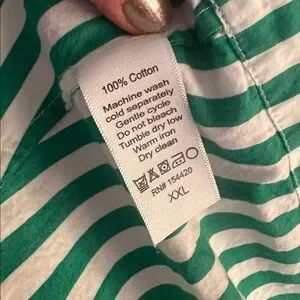 100% Cotton
Machine wash
cold separately
Gentle cycle
Do not bleach
Tumble dry low
Warm iron
Dry clean
RN# 154420
XXL